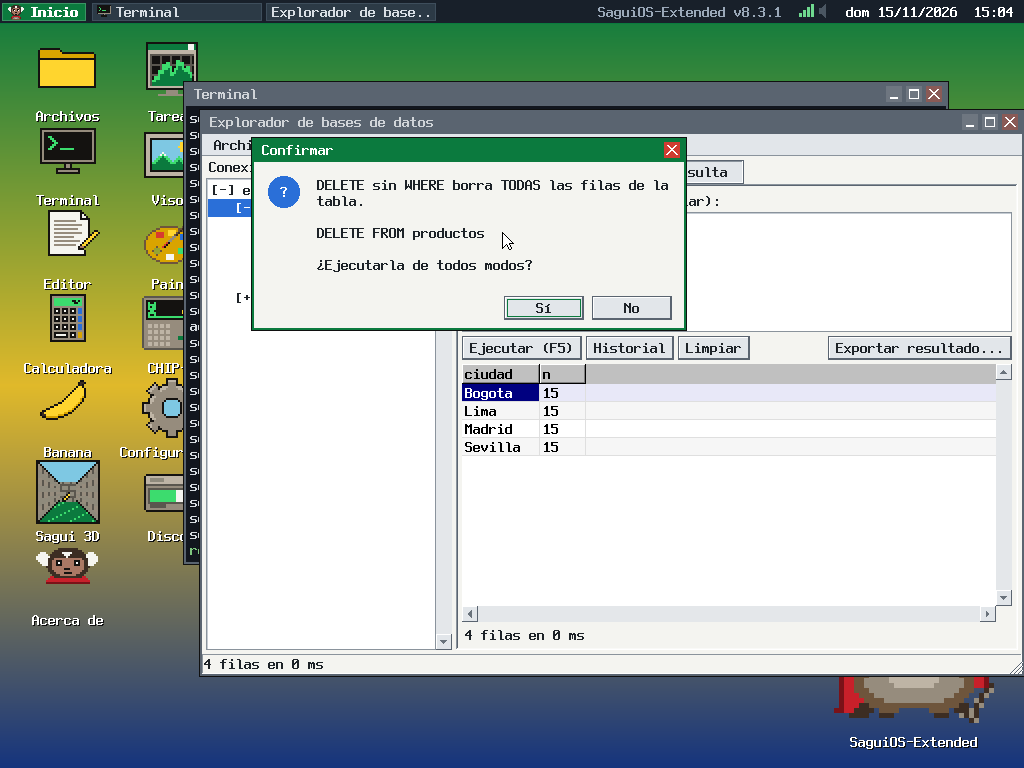 Inicio
Terminal
Explorador de base..
SaguiOS-Extended v8.3.1
dom 15/11/2026
15:04
Archivos
Terminal
Editor
Calculadora
CHIP
Banana
Sagui 3D
Acerca de
Terminal
Explorador de bases de datos
Confirmar
DELETE sin WHERE borra TODAS las filas de la
tabla.
DELETE FROM productos
¿Ejecutarla de todos modos?
Sí
No
[-] e
[-
[+
Ejecutar (F5)
Historial
Limpiar
Exportar resultado...
ciudad n
Bogota 15
Lima 15
Madrid 15
Sevilla 15
4 filas en 0 ms
4 filas en 0 ms
SaguiOS-Extended